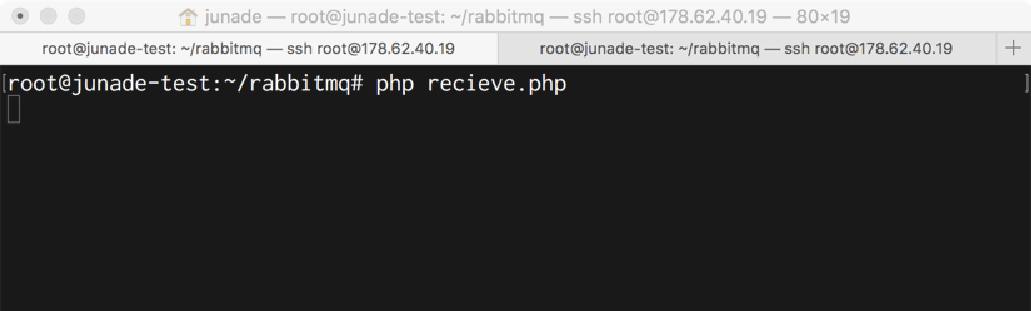 junade — root@junade-test: ~/rabbitmq — ssh root@178.62.40.19 — 80×19
root@junade-test: ~/rabbitmq — ssh root@178.62.40.19
root@junade-test: ~/rabbitmq — ssh root@178.62.40.19
+
[root@junade-test:~/rabbitmq# php recieve.php ]